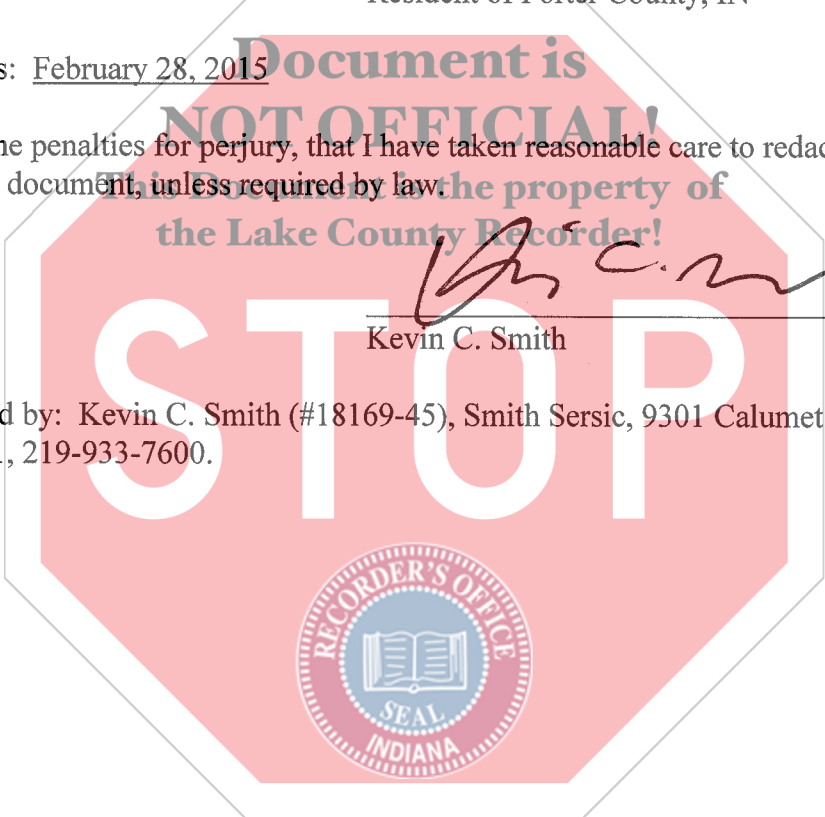 Resident of Porter County, IN
s: February 28, 2015
Document is
NOT OFFICIAL!
he penalties for perjury, that I have taken reasonable care to redac
document, unless required by law.
This Document is the property of
the Lake County Recorder!
Kevin C. Smith
STOP
d by: Kevin C. Smith (#18169-45), Smith Sersic, 9301 Calumet
, 219-933-7600.
RECORDER'S OFFICE
SEAL
INDIANA